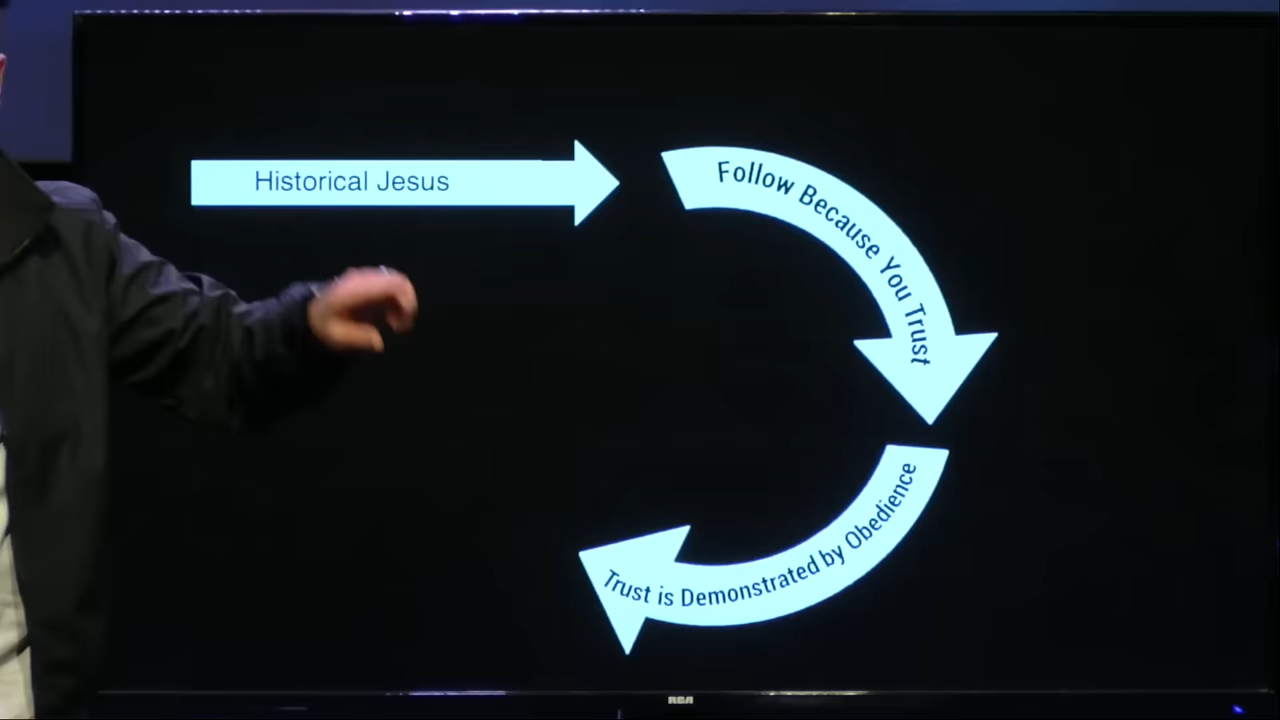 Historical Jesus
Follow Because You Trust
Trust is Demonstrated by Obedience
RCA